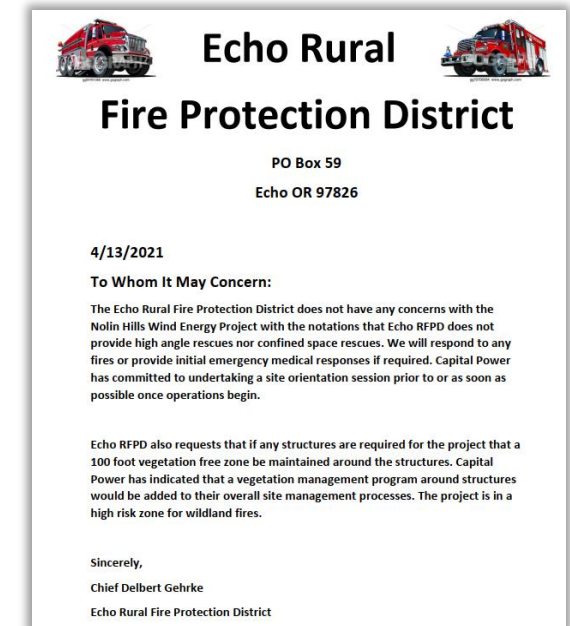 Echo Rural
Fire Protection District
PO Box 59
Echo OR 97826
4/13/2021
To Whom It May Concern:
The Echo Rural Fire Protection District does not have any concerns with the
Nolin Hills Wind Energy Project with the notations that Echo RFPD does not
provide high angle rescues nor confined space rescues. We will respond to any
fires or provide initial emergency medical responses if required. Capital Power
has committed to undertaking a site orientation session prior to or as soon as
possible once operations begin.
Echo RFPD also requests that if any structures are required for the project that a
100 foot vegetation free zone be maintained around the structures. Capital
Power has indicated that a vegetation management program around structures
would be added to their overall site management processes. The project is in a
high risk zone for wildland fires.
Sincerely,
Chief Delbert Gehrke
Echo Rural Fire Protection District